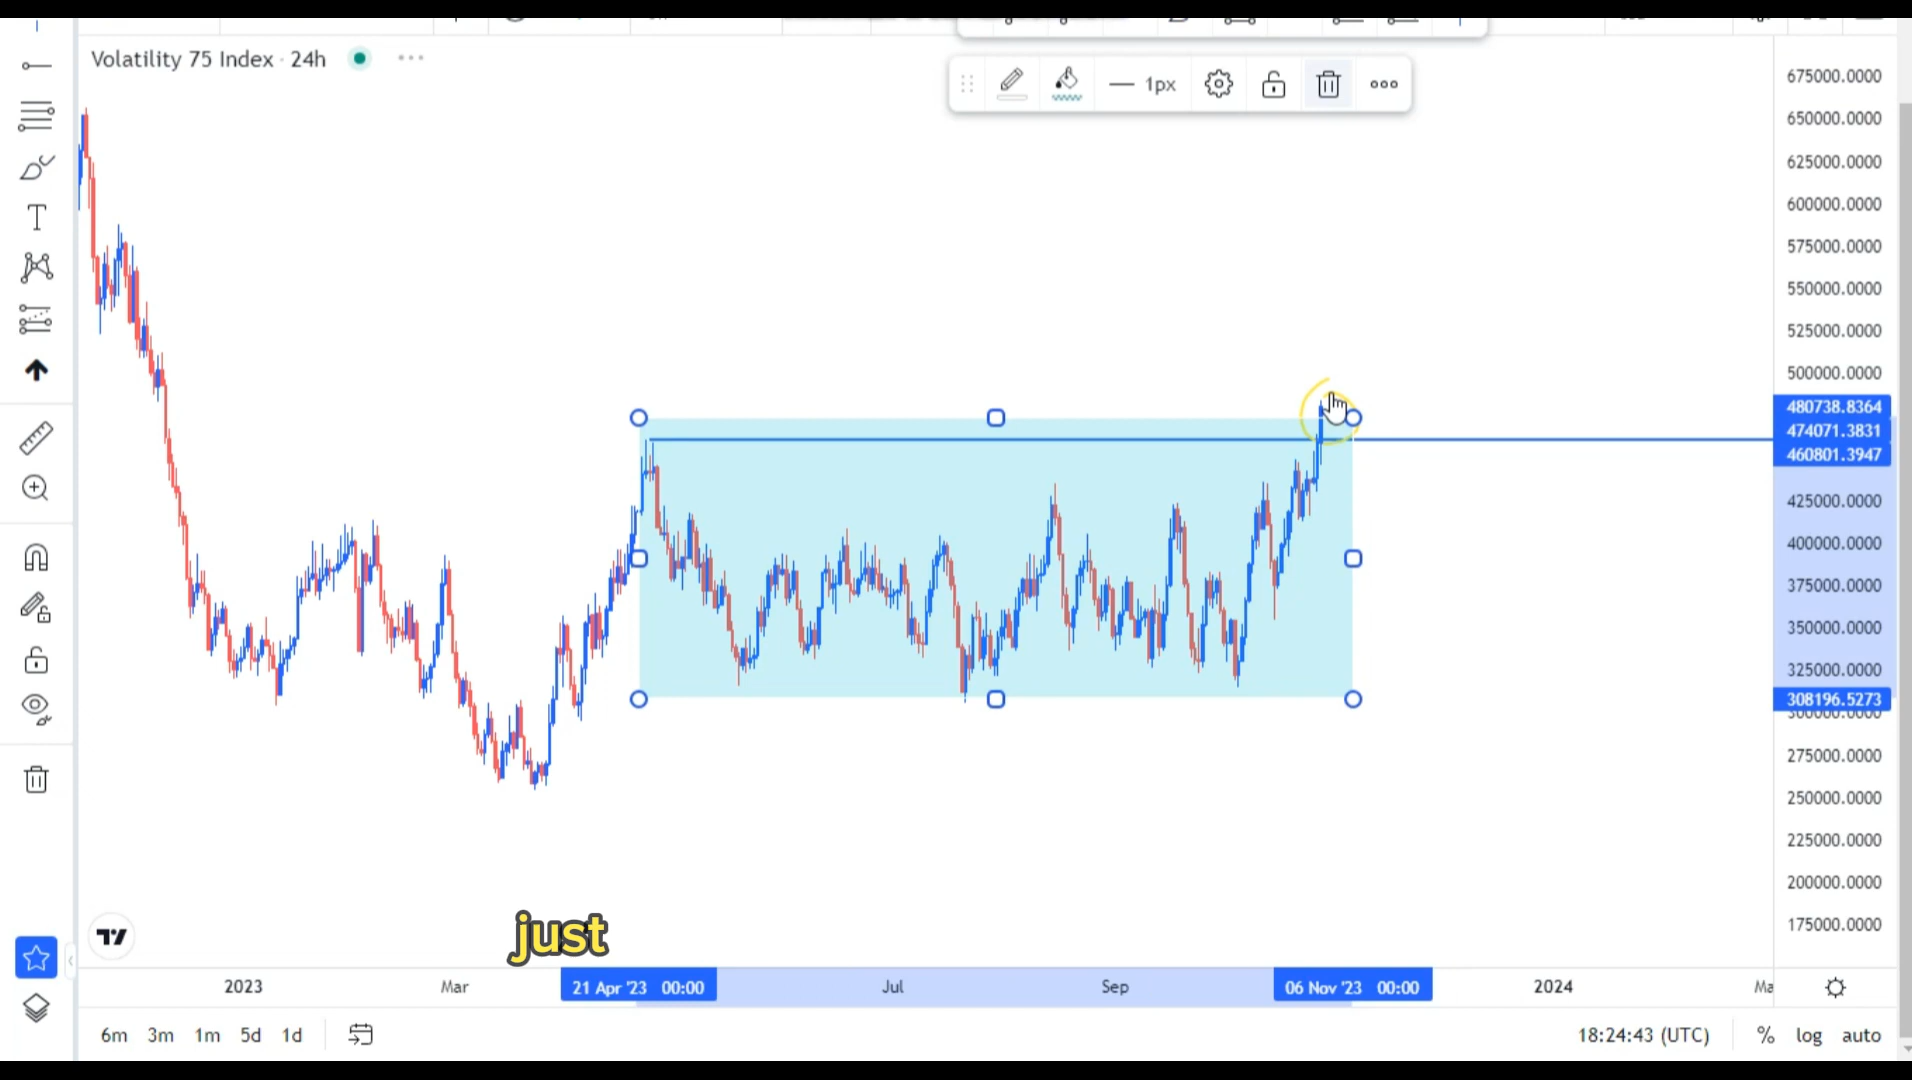 Volatility 75 Index · 24h
1px
675000.0000
650000.0000
625000.0000
600000.0000
575000.0000
550000.0000
525000.0000
500000.0000
480738.8364
474071.3831
460801.3947
425000.0000
400000.0000
375000.0000
350000.0000
325000.0000
308196.5273
300000.0000
275000.0000
250000.0000
225000.0000
200000.0000
175000.0000
just
2023
Mar
21 Apr '23 00:00
Jul
Sep
06 Nov '23 00:00
2024
Ma
6m 3m 1m 5d 1d
18:24:43 (UTC)
% log auto